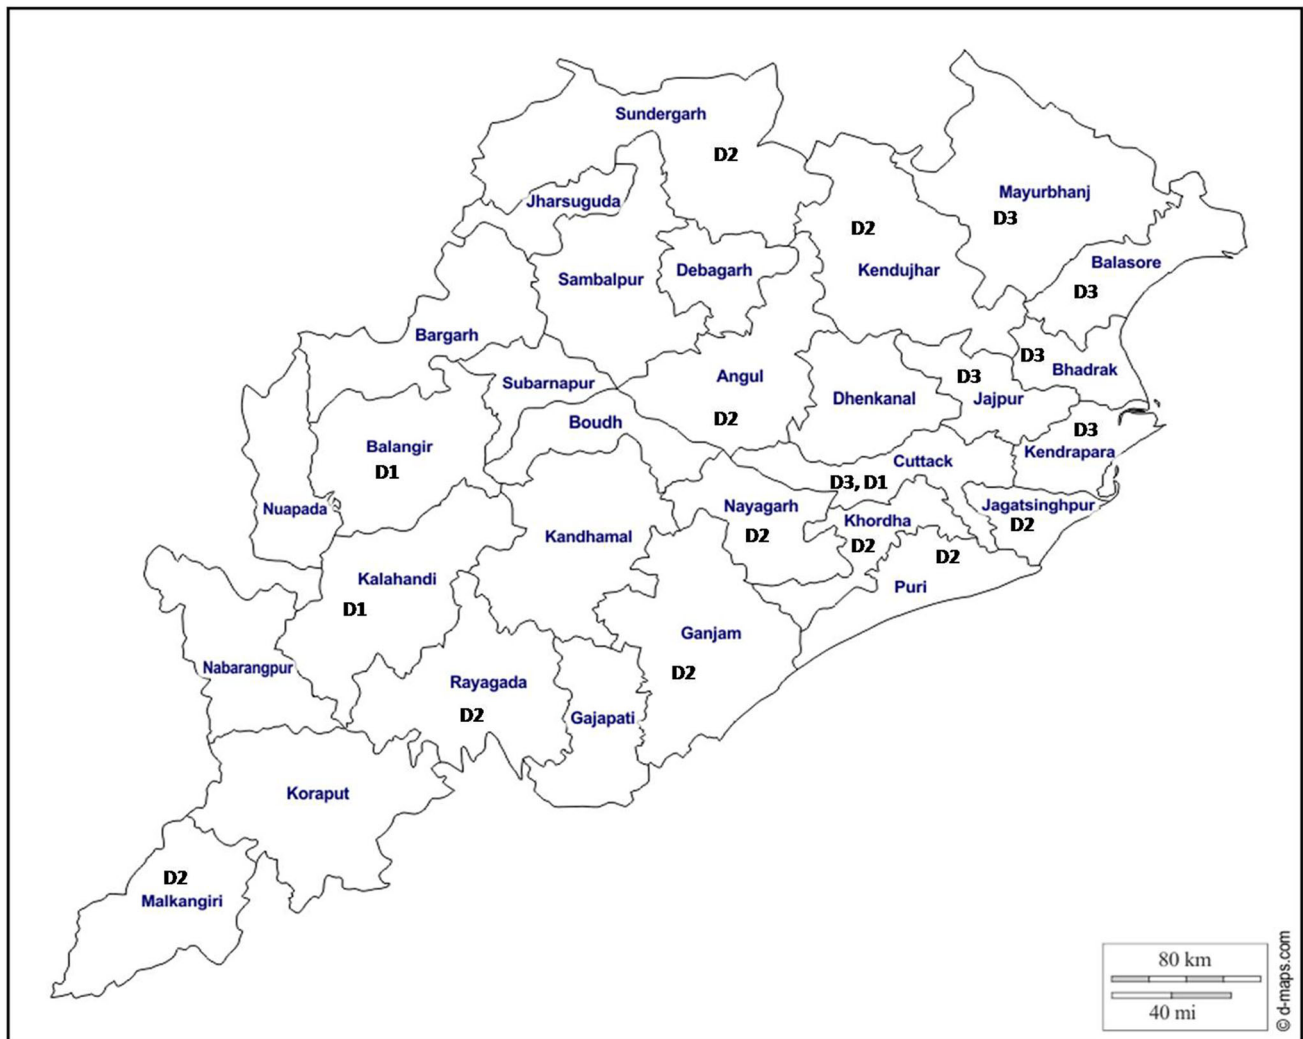 Sundergarh
D2
Jharsuguda
Mayurbhanj
D3
D2
Kendujhar
Sambalpur
Debagarh
Balasore
D3
Bargarh
Subarnapur
Angul
D2
Dhenkanal
D3
Jajpur
D3
Bhadrak
Boudh
Balangir
D1
Cuttack
D3, D1
D3
Kendrapara
Nuapada
Kandhamal
Nayagarh
D2
Khordha
D2
Jagatsinghpur
D2
D2
Puri
Kalahandi
D1
Ganjam
D2
Nabarangpur
Rayagada
D2
Gajapati
Koraput
D2
Malkangiri
80 km
40 mi
© d-maps.com